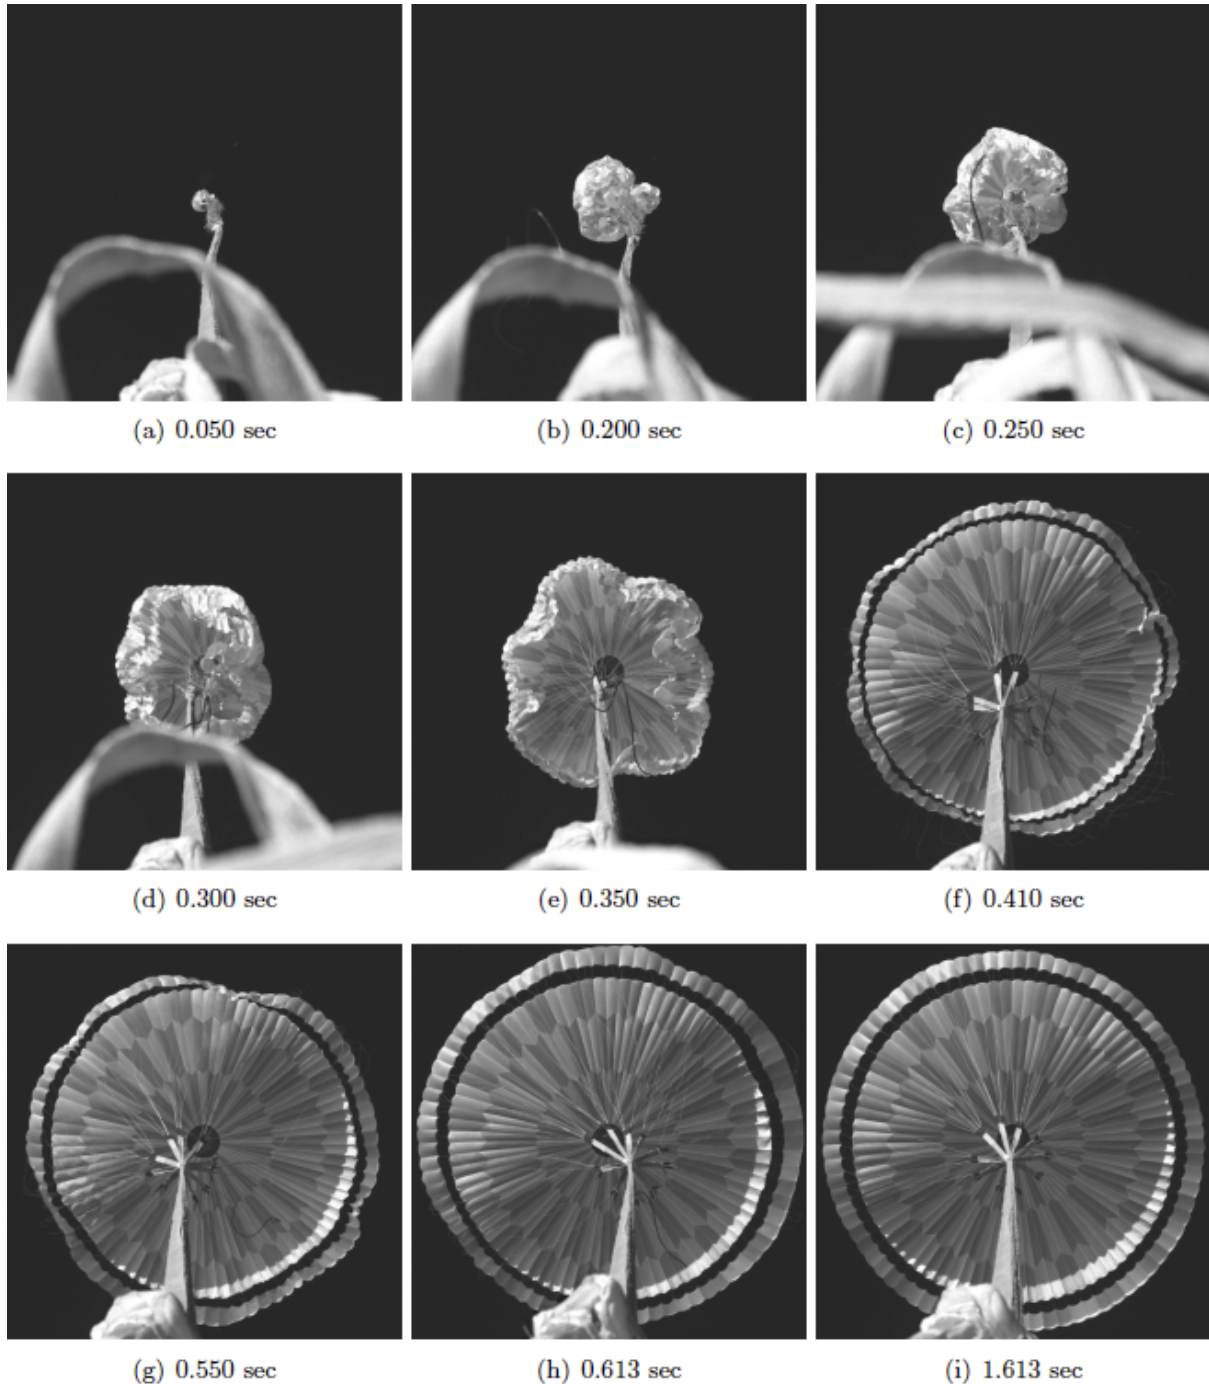 (a) 0.050 sec
(b) 0.200 sec
(c) 0.250 sec
(d) 0.300 sec
(e) 0.350 sec
(f) 0.410 sec
(g) 0.550 sec
(h) 0.613 sec
(i) 1.613 sec